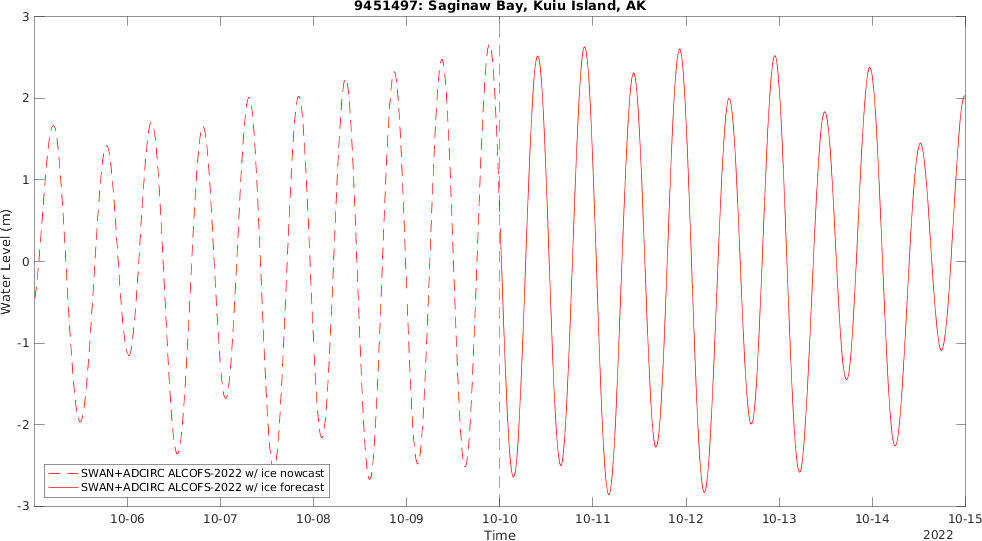 9451497: Saginaw Bay, Kuiu Island, AK
Water Level (m)
3
2
1
0
-1
-2
-3
SWAN+ADCIRC ALCOFS-2022 w/ ice nowcast
SWAN+ADCIRC ALCOFS-2022 w/ ice forecast
10-06 10-07 10-08 10-09 10-10 10-11 10-12 10-13 10-14 10-15
Time
2022